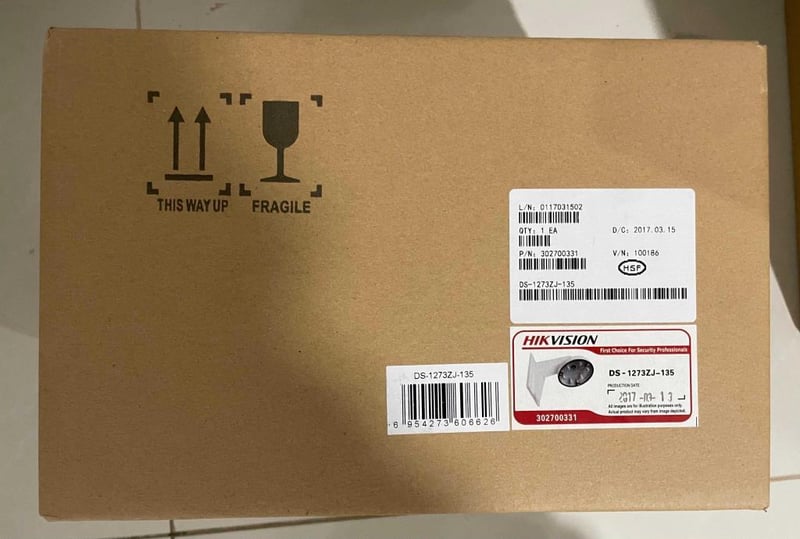 THIS WAY UP
FRAGILE
L/N: 0117031502
QTY: 1 EA
D/C: 2017.03.15
P/N: 302700331
V/N: 100186
HSF
DS-1273ZJ-135
HIKVISION
First Choice For Security Professionals
DS-1273ZJ-135
PRODUCTION DATE
2017-03-13
All images are for illustration purposes only.
Actual product may vary from image depicted.
302700331
DS-1273ZJ-135
6 954273 606626